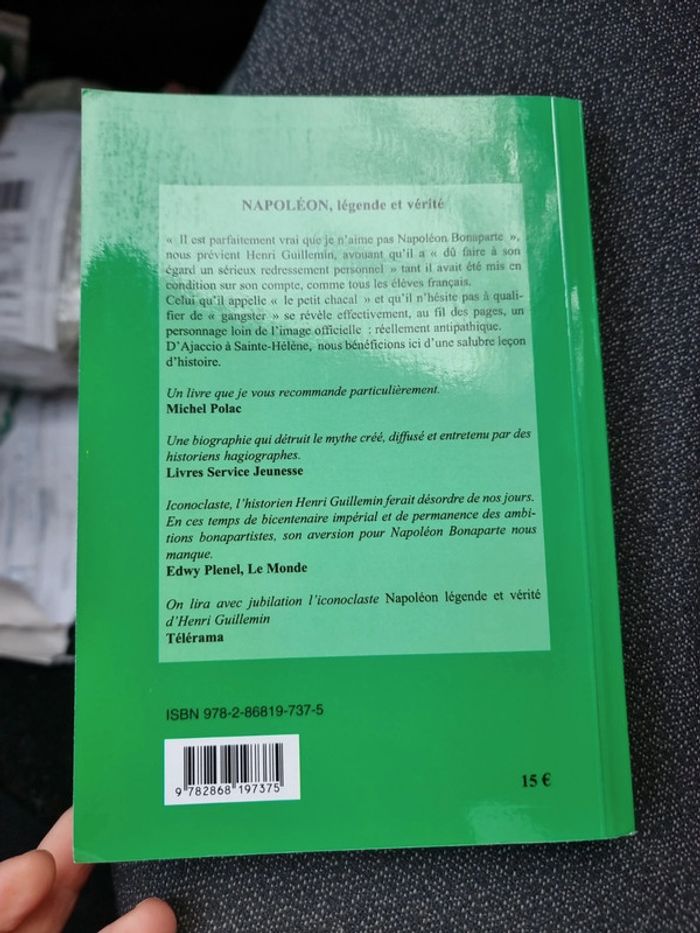 NAPOLÉON, légende et vérité
« Il est parfaitement vrai que je n'aime pas Napoléon Bonaparte »,
nous prévient Henri Guillemin, avouant qu'il a « dû faire à son
égard un sérieux redressement personnel » tant il avait été mis en
condition sur son compte, comme tous les élèves français.
Celui qu'il appelle « le petit chacal » et qu'il n'hésite pas à quali-
fier de « gangster » se révèle effectivement, au fil des pages, un
personnage loin de l'image officielle : réellement antipathique.
D'Ajaccio à Sainte-Hélène, nous bénéficions ici d'une salubre leçon
d'histoire.
Un livre que je vous recommande particulièrement.
Michel Polac
Une biographie qui détruit le mythe créé, diffusé et entretenu par des
historiens hagiographes.
Livres Service Jeunesse
Iconoclaste, l'historien Henri Guillemin ferait désordre de nos jours.
En ces temps de bicentenaire impérial et de permanence des ambi-
tions bonapartistes, son aversion pour Napoléon Bonaparte nous
manque.
Edwy Plenel, Le Monde
On lira avec jubilation l'iconoclaste Napoléon légende et vérité
d'Henri Guillemin
Télérama
ISBN 978-2-86819-737-5
9 782868 197375
15 €